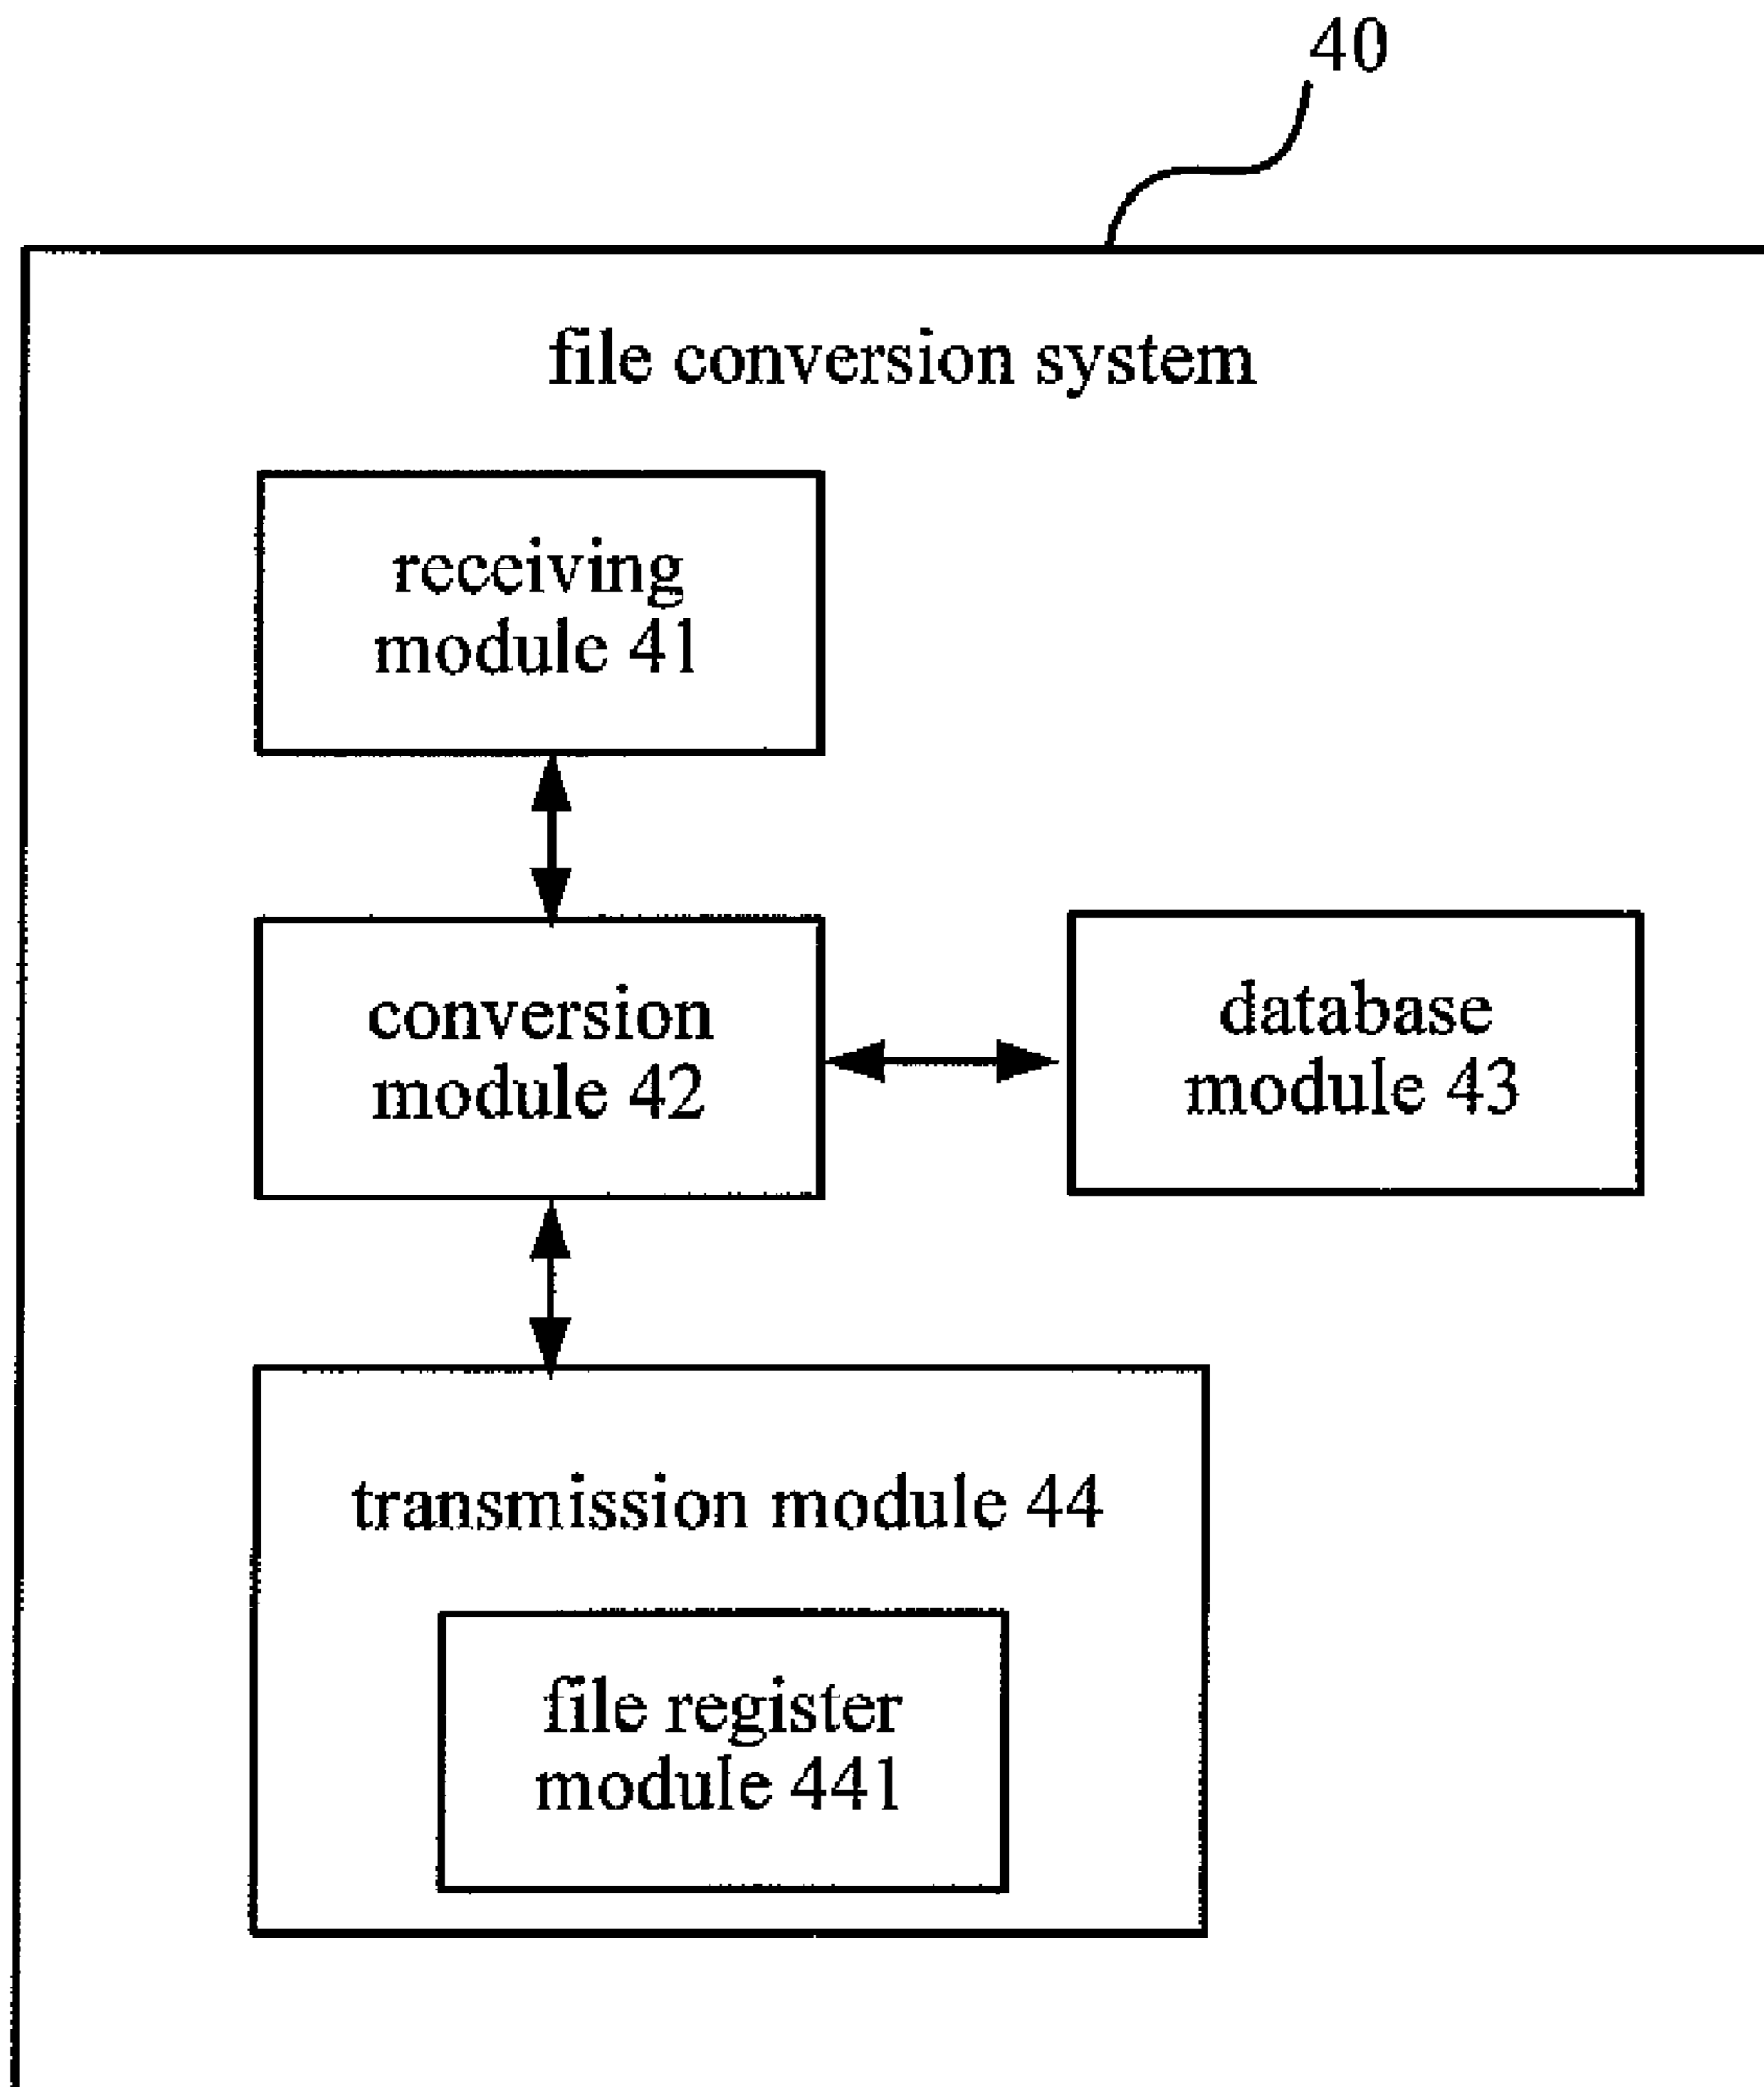 40
file conversion system
receiving
module 41
conversion
module 42
database
module 43
transmission module 44
file register
module 441